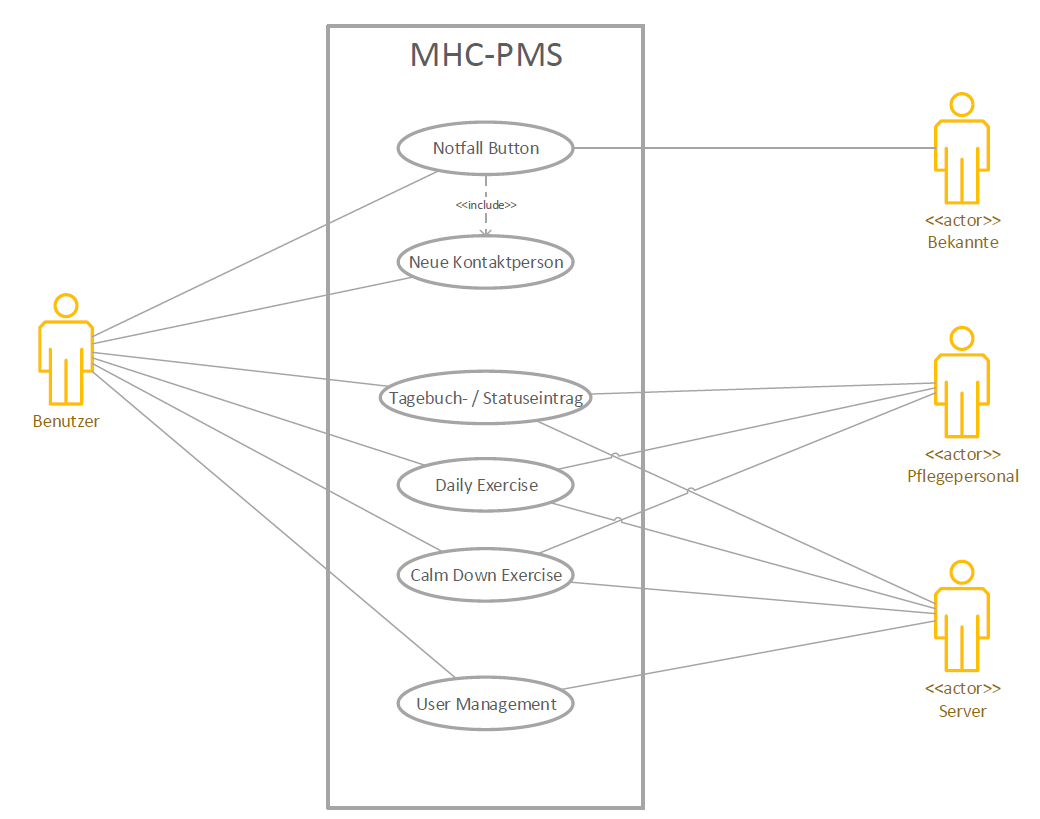 MHC-PMS
Notfall Button
<<include>>
Neue Kontaktperson
Tagebuch- / Statuseintrag
Daily Exercise
Calm Down Exercise
User Management
Benutzer
<<actor>>
Bekannte
<<actor>>
Pflegepersonal
<<actor>>
Server